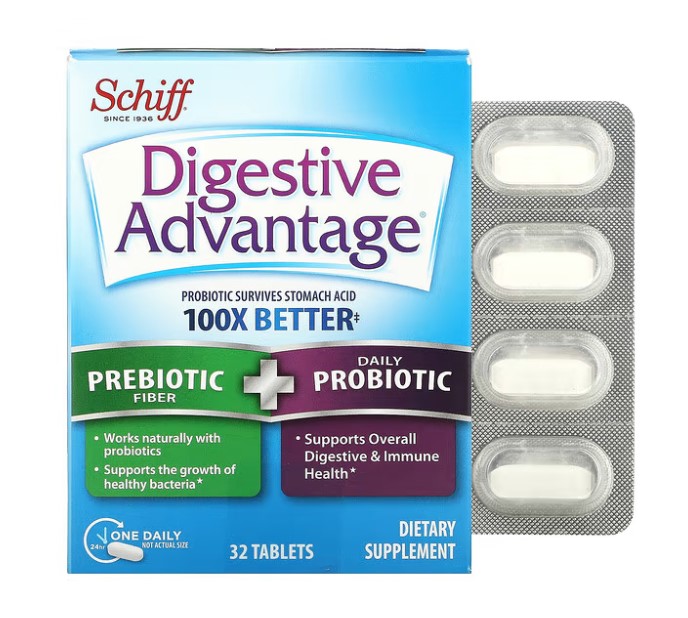 Schiff®
SINCE 1936
Digestive
Advantage®
PROBIOTIC SURVIVES STOMACH ACID
100X BETTER‡
PREBIOTIC
FIBER
• Works naturally with
probiotics
• Supports the growth of
healthy bacteria*
DAILY
PROBIOTIC
• Supports Overall
Digestive & Immune
Health*
24hr
ONE DAILY
NOT ACTUAL SIZE
32 TABLETS
DIETARY
SUPPLEMENT